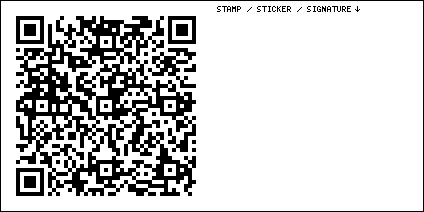 STAMP / STICKER / SIGNATURE ↓